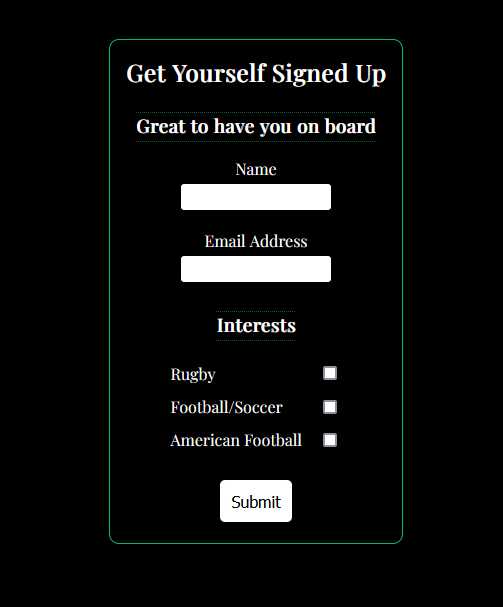 Get Yourself Signed Up
Great to have you on board
Name
Email Address
Interests
Rugby
Football/Soccer
American Football
Submit